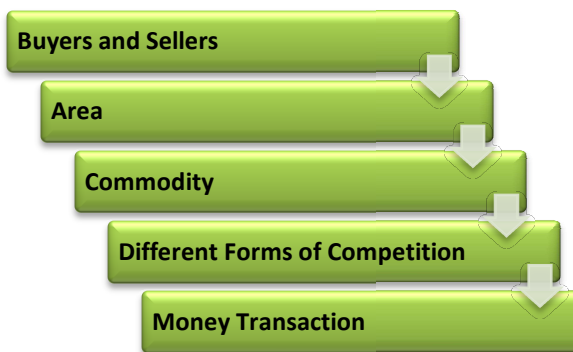 Buyers and Sellers
Area
Commodity
Different Forms of Competition
Money Transaction